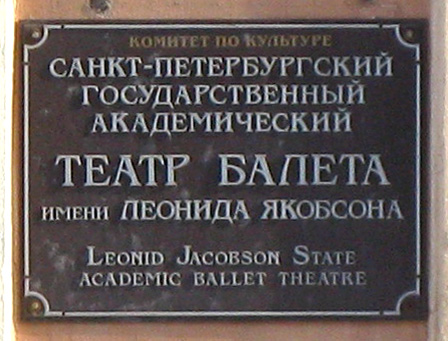 КОМИТЕТ ПО КУЛЬТУРЕ
САНКТ-ПЕТЕРБУРГСКИЙ
ГОСУДАРСТВЕННЫЙ
АКАДЕМИЧЕСКИЙ
ТЕАТР БАЛЕТА
ИМЕНИ ЛЕОНИДА ЯКОБСОНА
LEONID JACOBSON STATE
ACADEMIC BALLET THEATRE